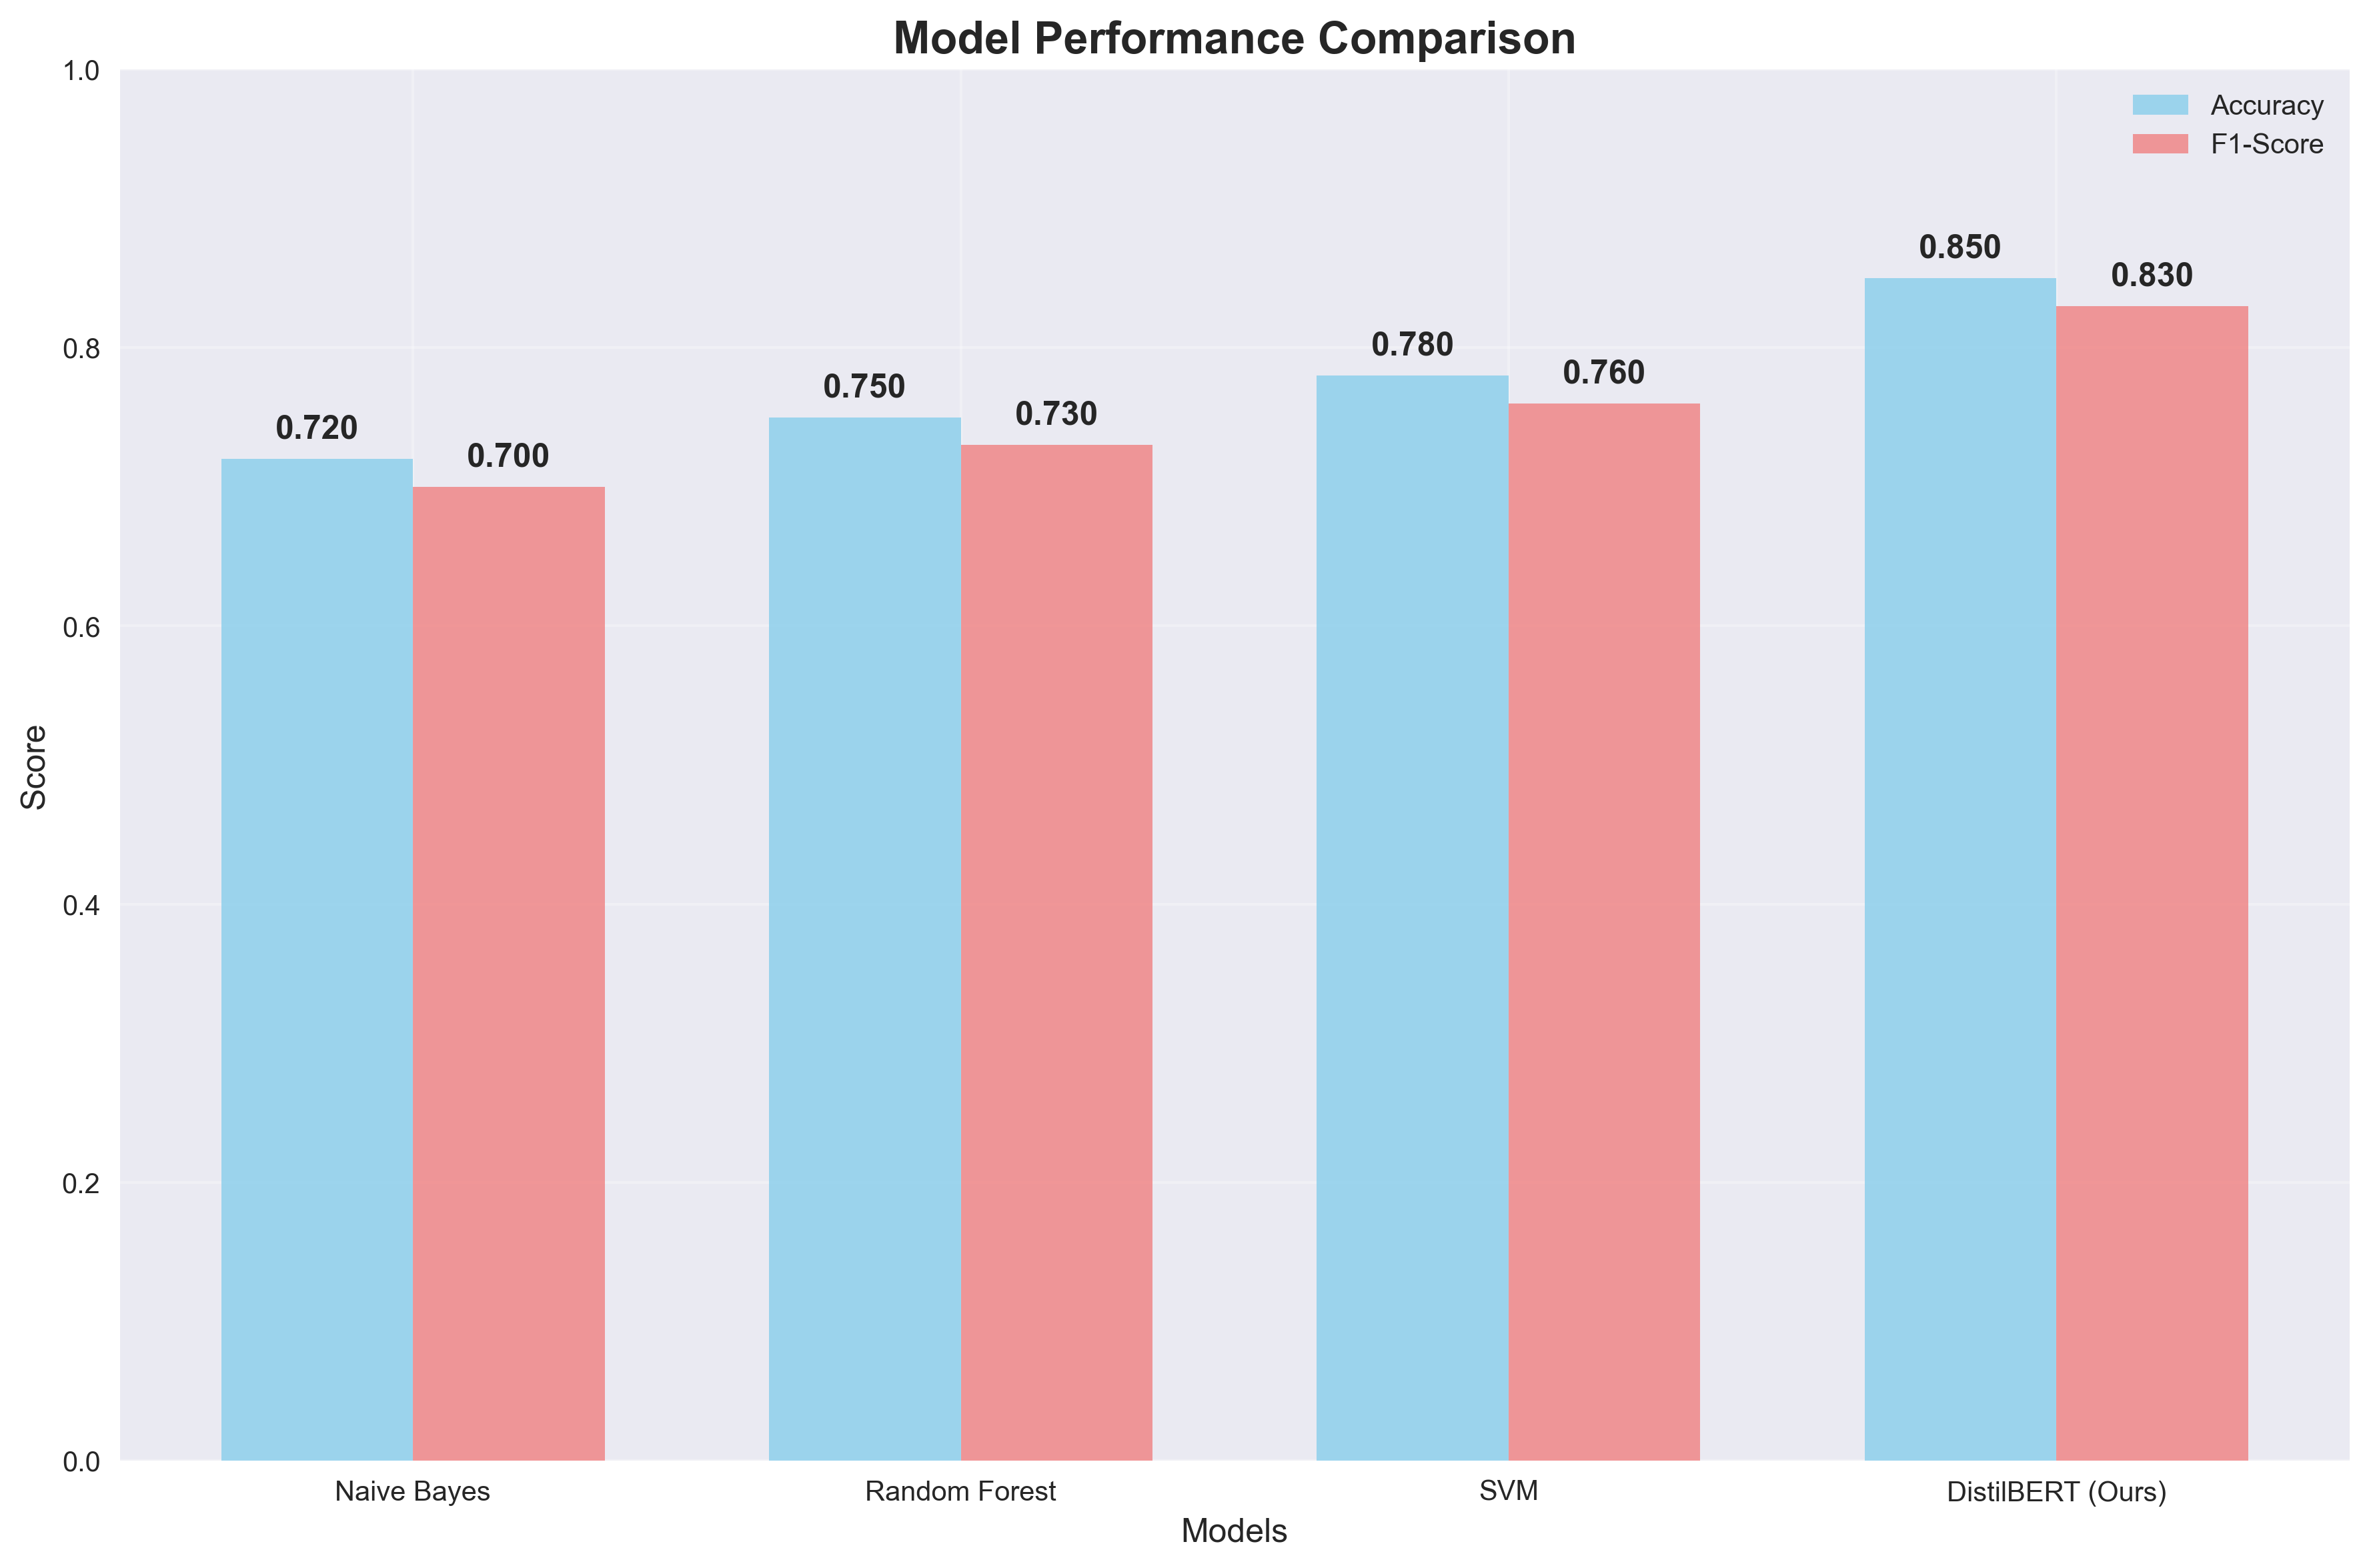 Model Performance Comparison
1.0
0.8
0.6
0.4
0.2
0.0
Score
Accuracy
F1-Score
0.720
0.700
0.750
0.730
0.780
0.760
0.850
0.830
Naive Bayes
Random Forest
SVM
DistilBERT (Ours)
Models